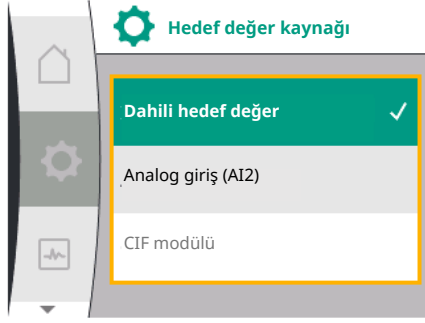 Hedef değer kaynağı
Dahili hedef değer
Analog giriş (AI2)
CIF modülü